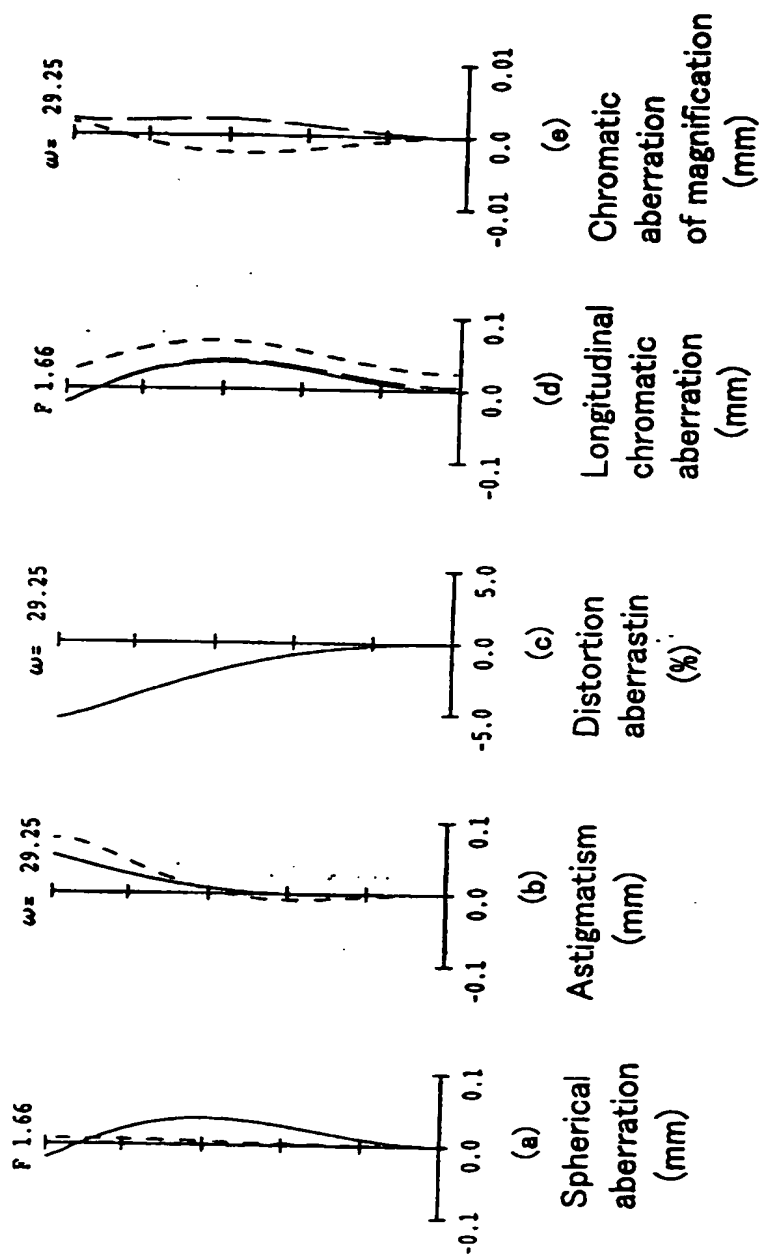 F 1.66
-0.1 0.0 0.1
(a)
Spherical
aberration
(mm)
ω= 29.25
-0.1 0.0 0.1
(b)
Astigmatism
(mm)
ω= 29.25
-5.0 0.0 5.0
(c)
Distortion
aberrastin
(%)
F 1.66
-0.1 0.0 0.1
(d)
Longitudinal
chromatic
aberration
(mm)
ω= 29.25
-0.01 0.0 0.01
(e)
Chromatic
aberration
of magnification
(mm)